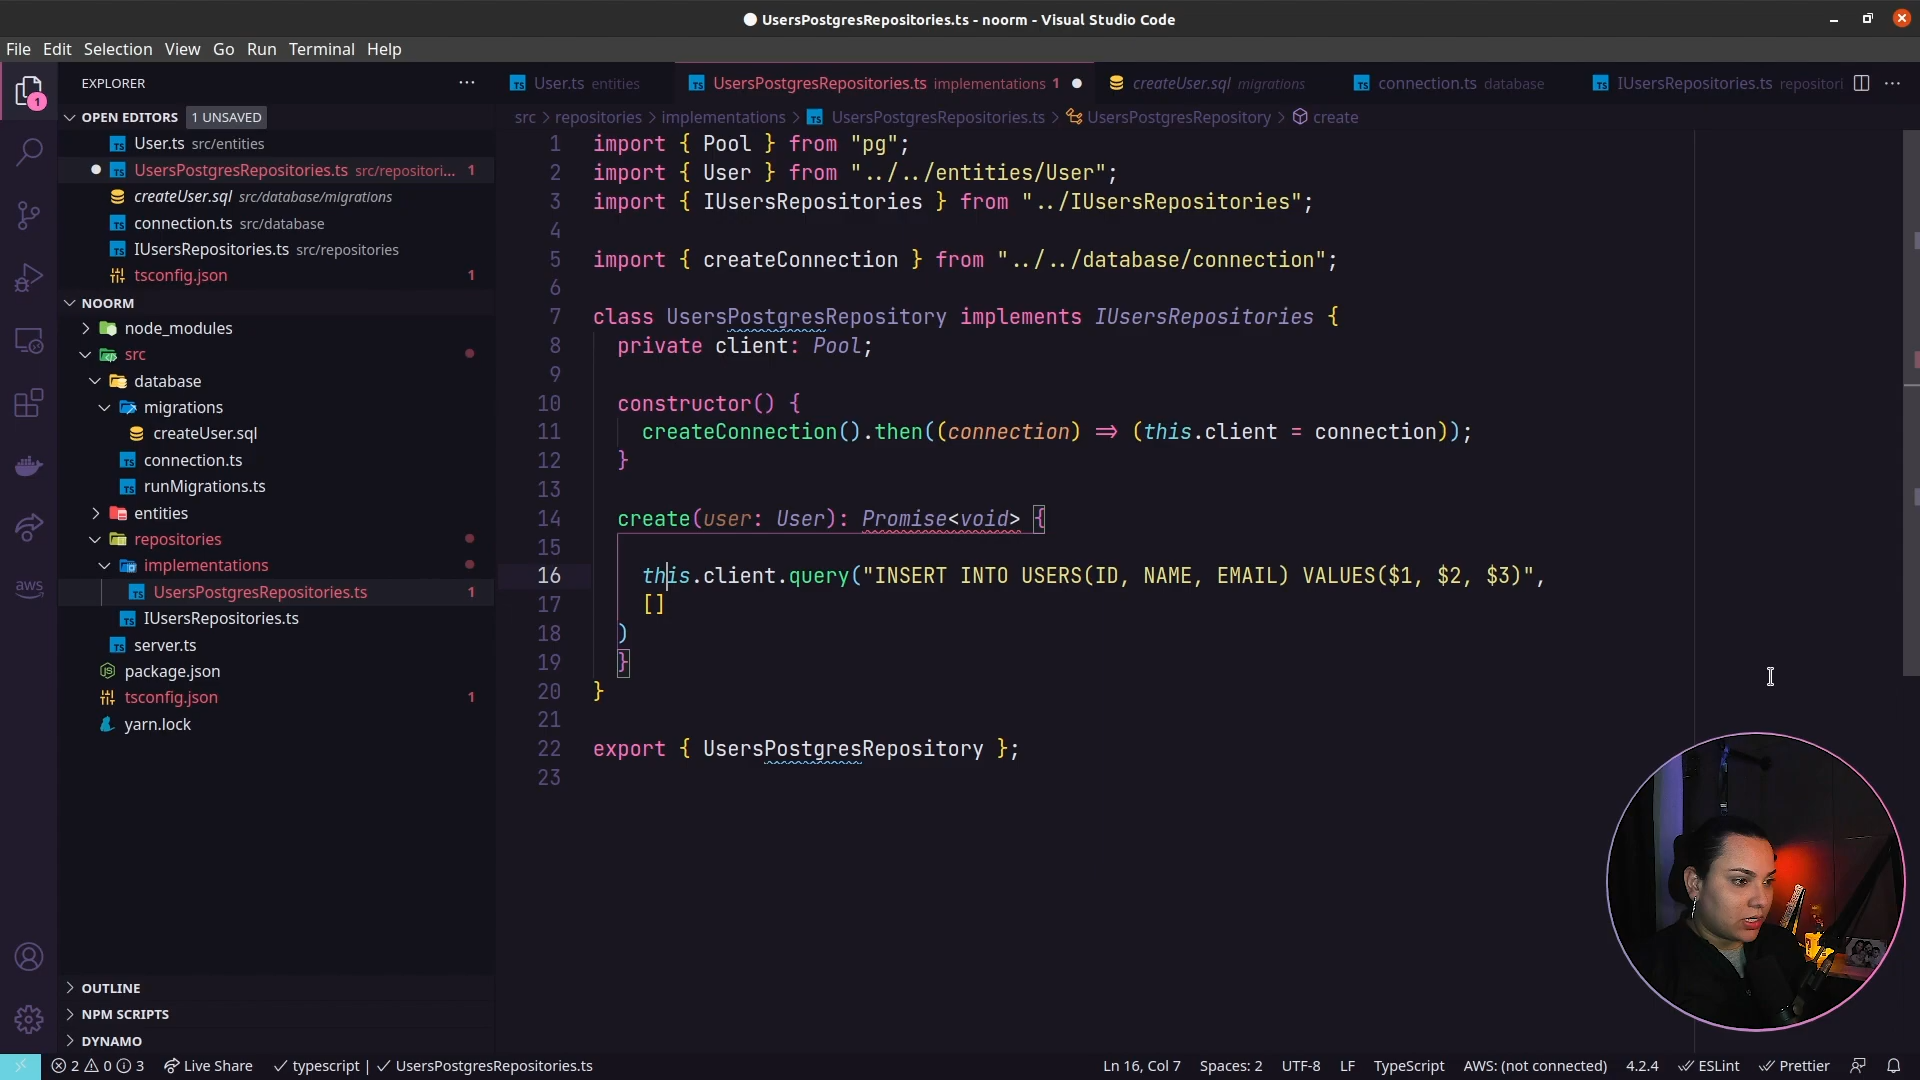 UsersPostgresRepositories.ts - noorm - Visual Studio Code
File Edit Selection View Go Run Terminal Help
EXPLORER
User.ts entities
UsersPostgresRepositories.ts implementations 1
createUser.sql migrations
connection.ts database
IUsersRepositories.ts repositori
src > repositories > implementations > UsersPostgresRepositories.ts > UsersPostgresRepository > create
OPEN EDITORS 1 UNSAVED
User.ts src/entities
UsersPostgresRepositories.ts src/repositori... 1
createUser.sql src/database/migrations
connection.ts src/database
IUsersRepositories.ts src/repositories
tsconfig.json 1
NOORM
node_modules
src
database
migrations
createUser.sql
connection.ts
runMigrations.ts
entities
repositories
implementations
UsersPostgresRepositories.ts 1
IUsersRepositories.ts
server.ts
package.json
tsconfig.json 1
yarn.lock
OUTLINE
NPM SCRIPTS
DYNAMO
1
aws
1 import { Pool } from "pg";
2 import { User } from "../../entities/User";
3 import { IUsersRepositories } from "../IUsersRepositories";
4
5 import { createConnection } from "../../database/connection";
6
7 class UsersPostgresRepository implements IUsersRepositories {
8 private client: Pool;
9
10 constructor() {
11 createConnection().then((connection) => (this.client = connection));
12 }
13
14 create(user: User): Promise<void> {
15
16 this.client.query("INSERT INTO USERS(ID, NAME, EMAIL) VALUES($1, $2, $3)",
17 []
18 )
19 }
20 }
21
22 export { UsersPostgresRepository };
23
2 0 3 Live Share typescript | UsersPostgresRepositories.ts Ln 16, Col 7 Spaces: 2 UTF-8 LF TypeScript AWS: (not connected) 4.2.4 ESLint Prettier